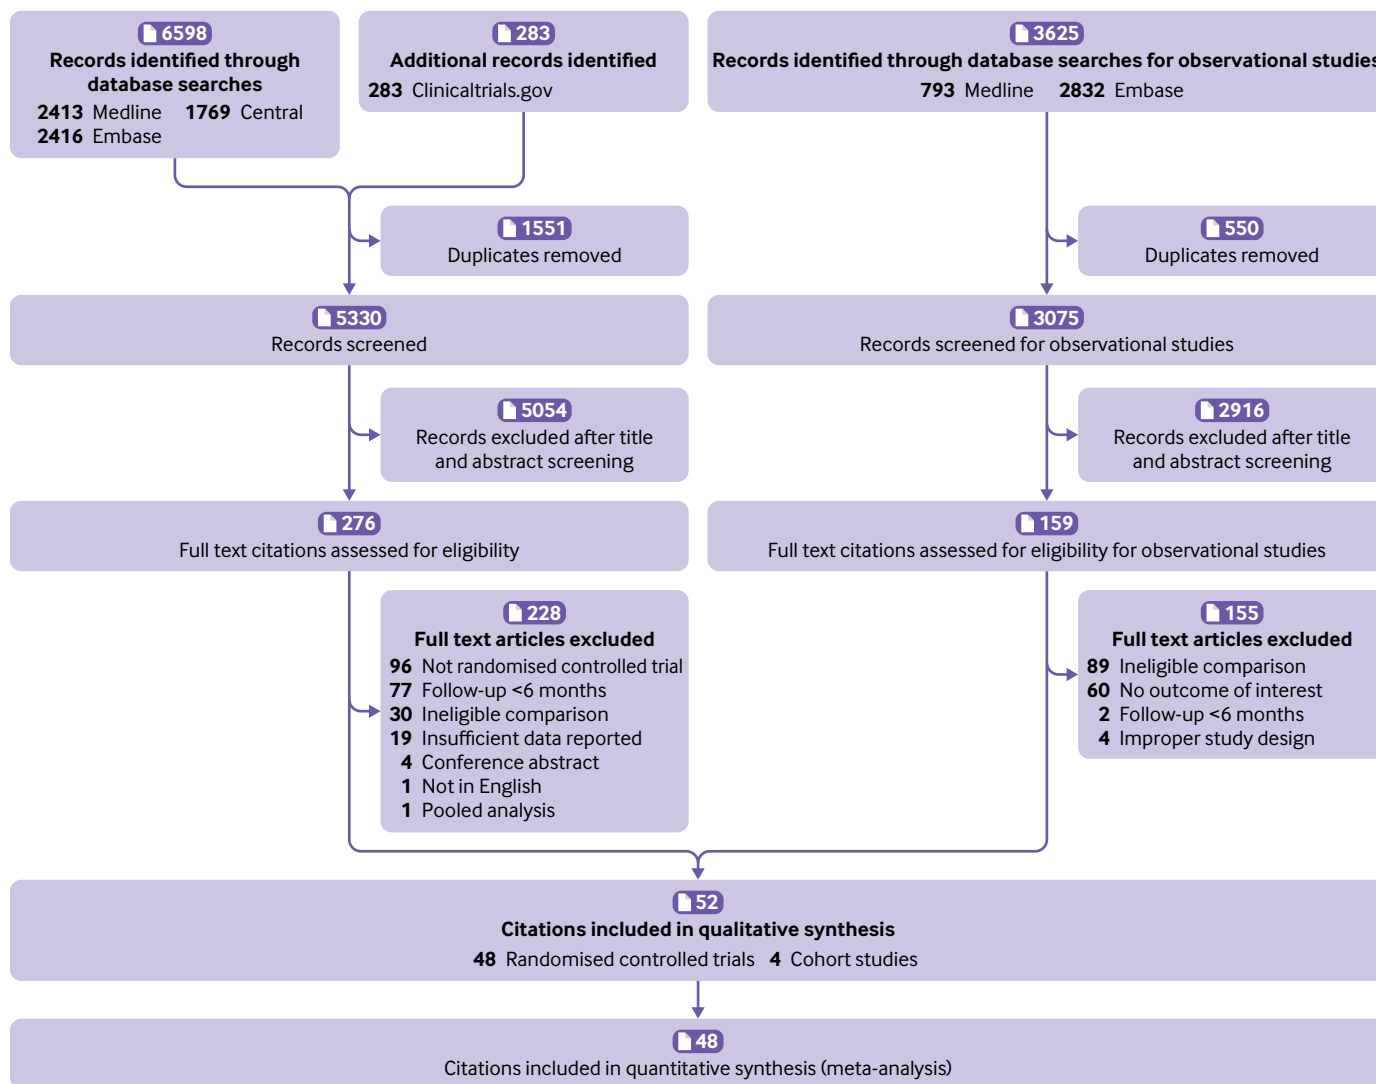 6598
Records identified through
database searches
2413 Medline 1769 Central
2416 Embase
283
Additional records identified
283 Clinicaltrials.gov
3625
Records identified through database searches for observational studies
793 Medline 2832 Embase
1551
Duplicates removed
550
Duplicates removed
5330
Records screened
3075
Records screened for observational studies
5054
Records excluded after title
and abstract screening
2916
Records excluded after title
and abstract screening
276
Full text citations assessed for eligibility
159
Full text citations assessed for eligibility for observational studies
228
Full text articles excluded
96 Not randomised controlled trial
77 Follow-up <6 months
30 Ineligible comparison
19 Insufficient data reported
4 Conference abstract
1 Not in English
1 Pooled analysis
155
Full text articles excluded
89 Ineligible comparison
60 No outcome of interest
2 Follow-up <6 months
4 Improper study design
52
Citations included in qualitative synthesis
48 Randomised controlled trials 4 Cohort studies
48
Citations included in quantitative synthesis (meta-analysis)